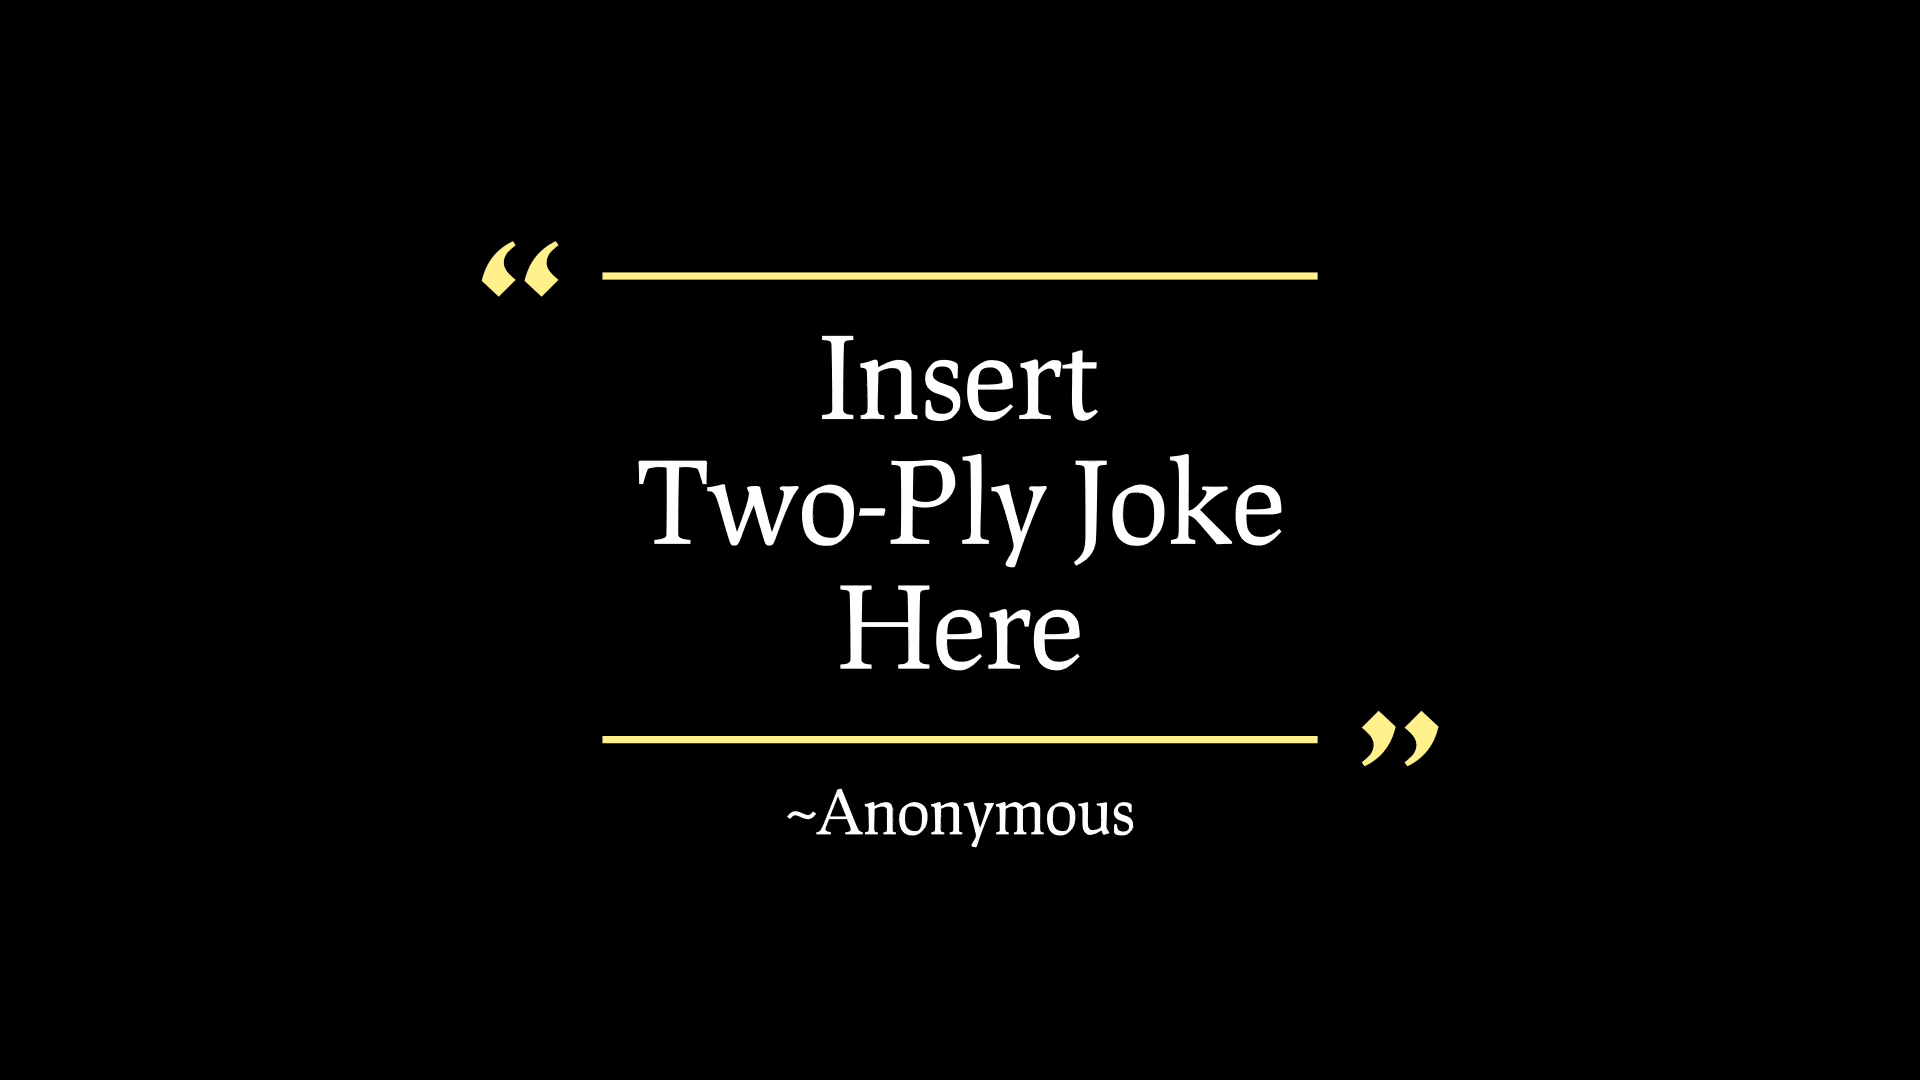 “
Insert
Two-Ply Joke
Here
”
~Anonymous